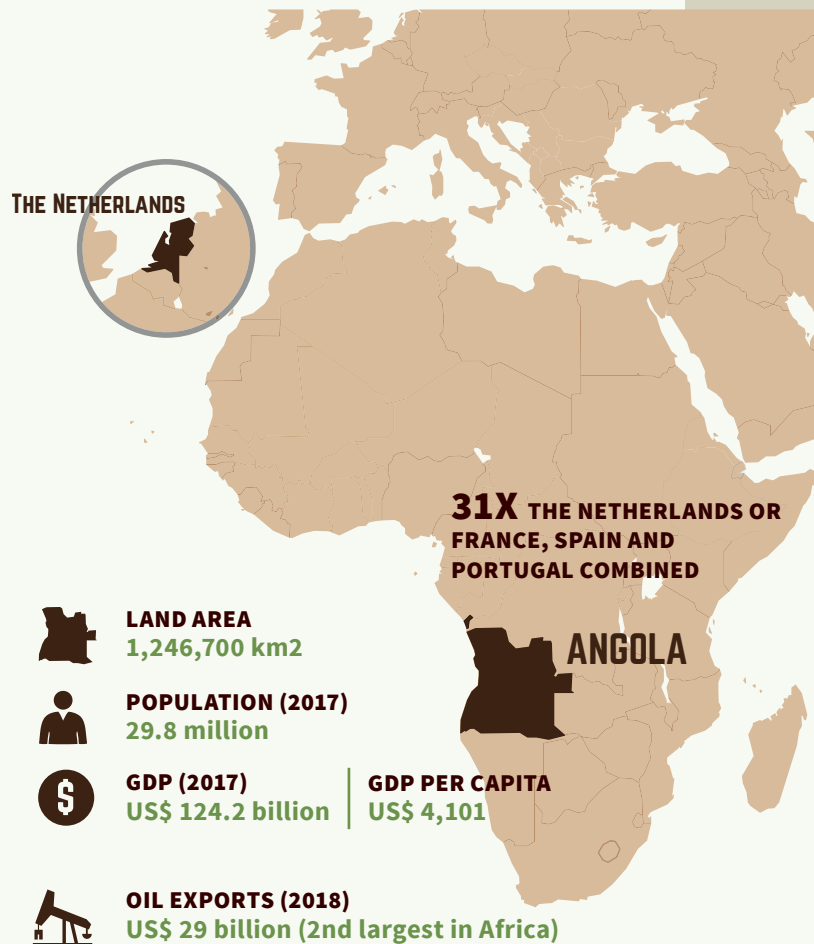 THE NETHERLANDS
31X THE NETHERLANDS OR
FRANCE, SPAIN AND
PORTUGAL COMBINED
ANGOLA
LAND AREA
1,246,700 km2
POPULATION (2017)
29.8 million
GDP (2017)
US$ 124.2 billion
GDP PER CAPITA
US$ 4,101
OIL EXPORTS (2018)
US$ 29 billion (2nd largest in Africa)